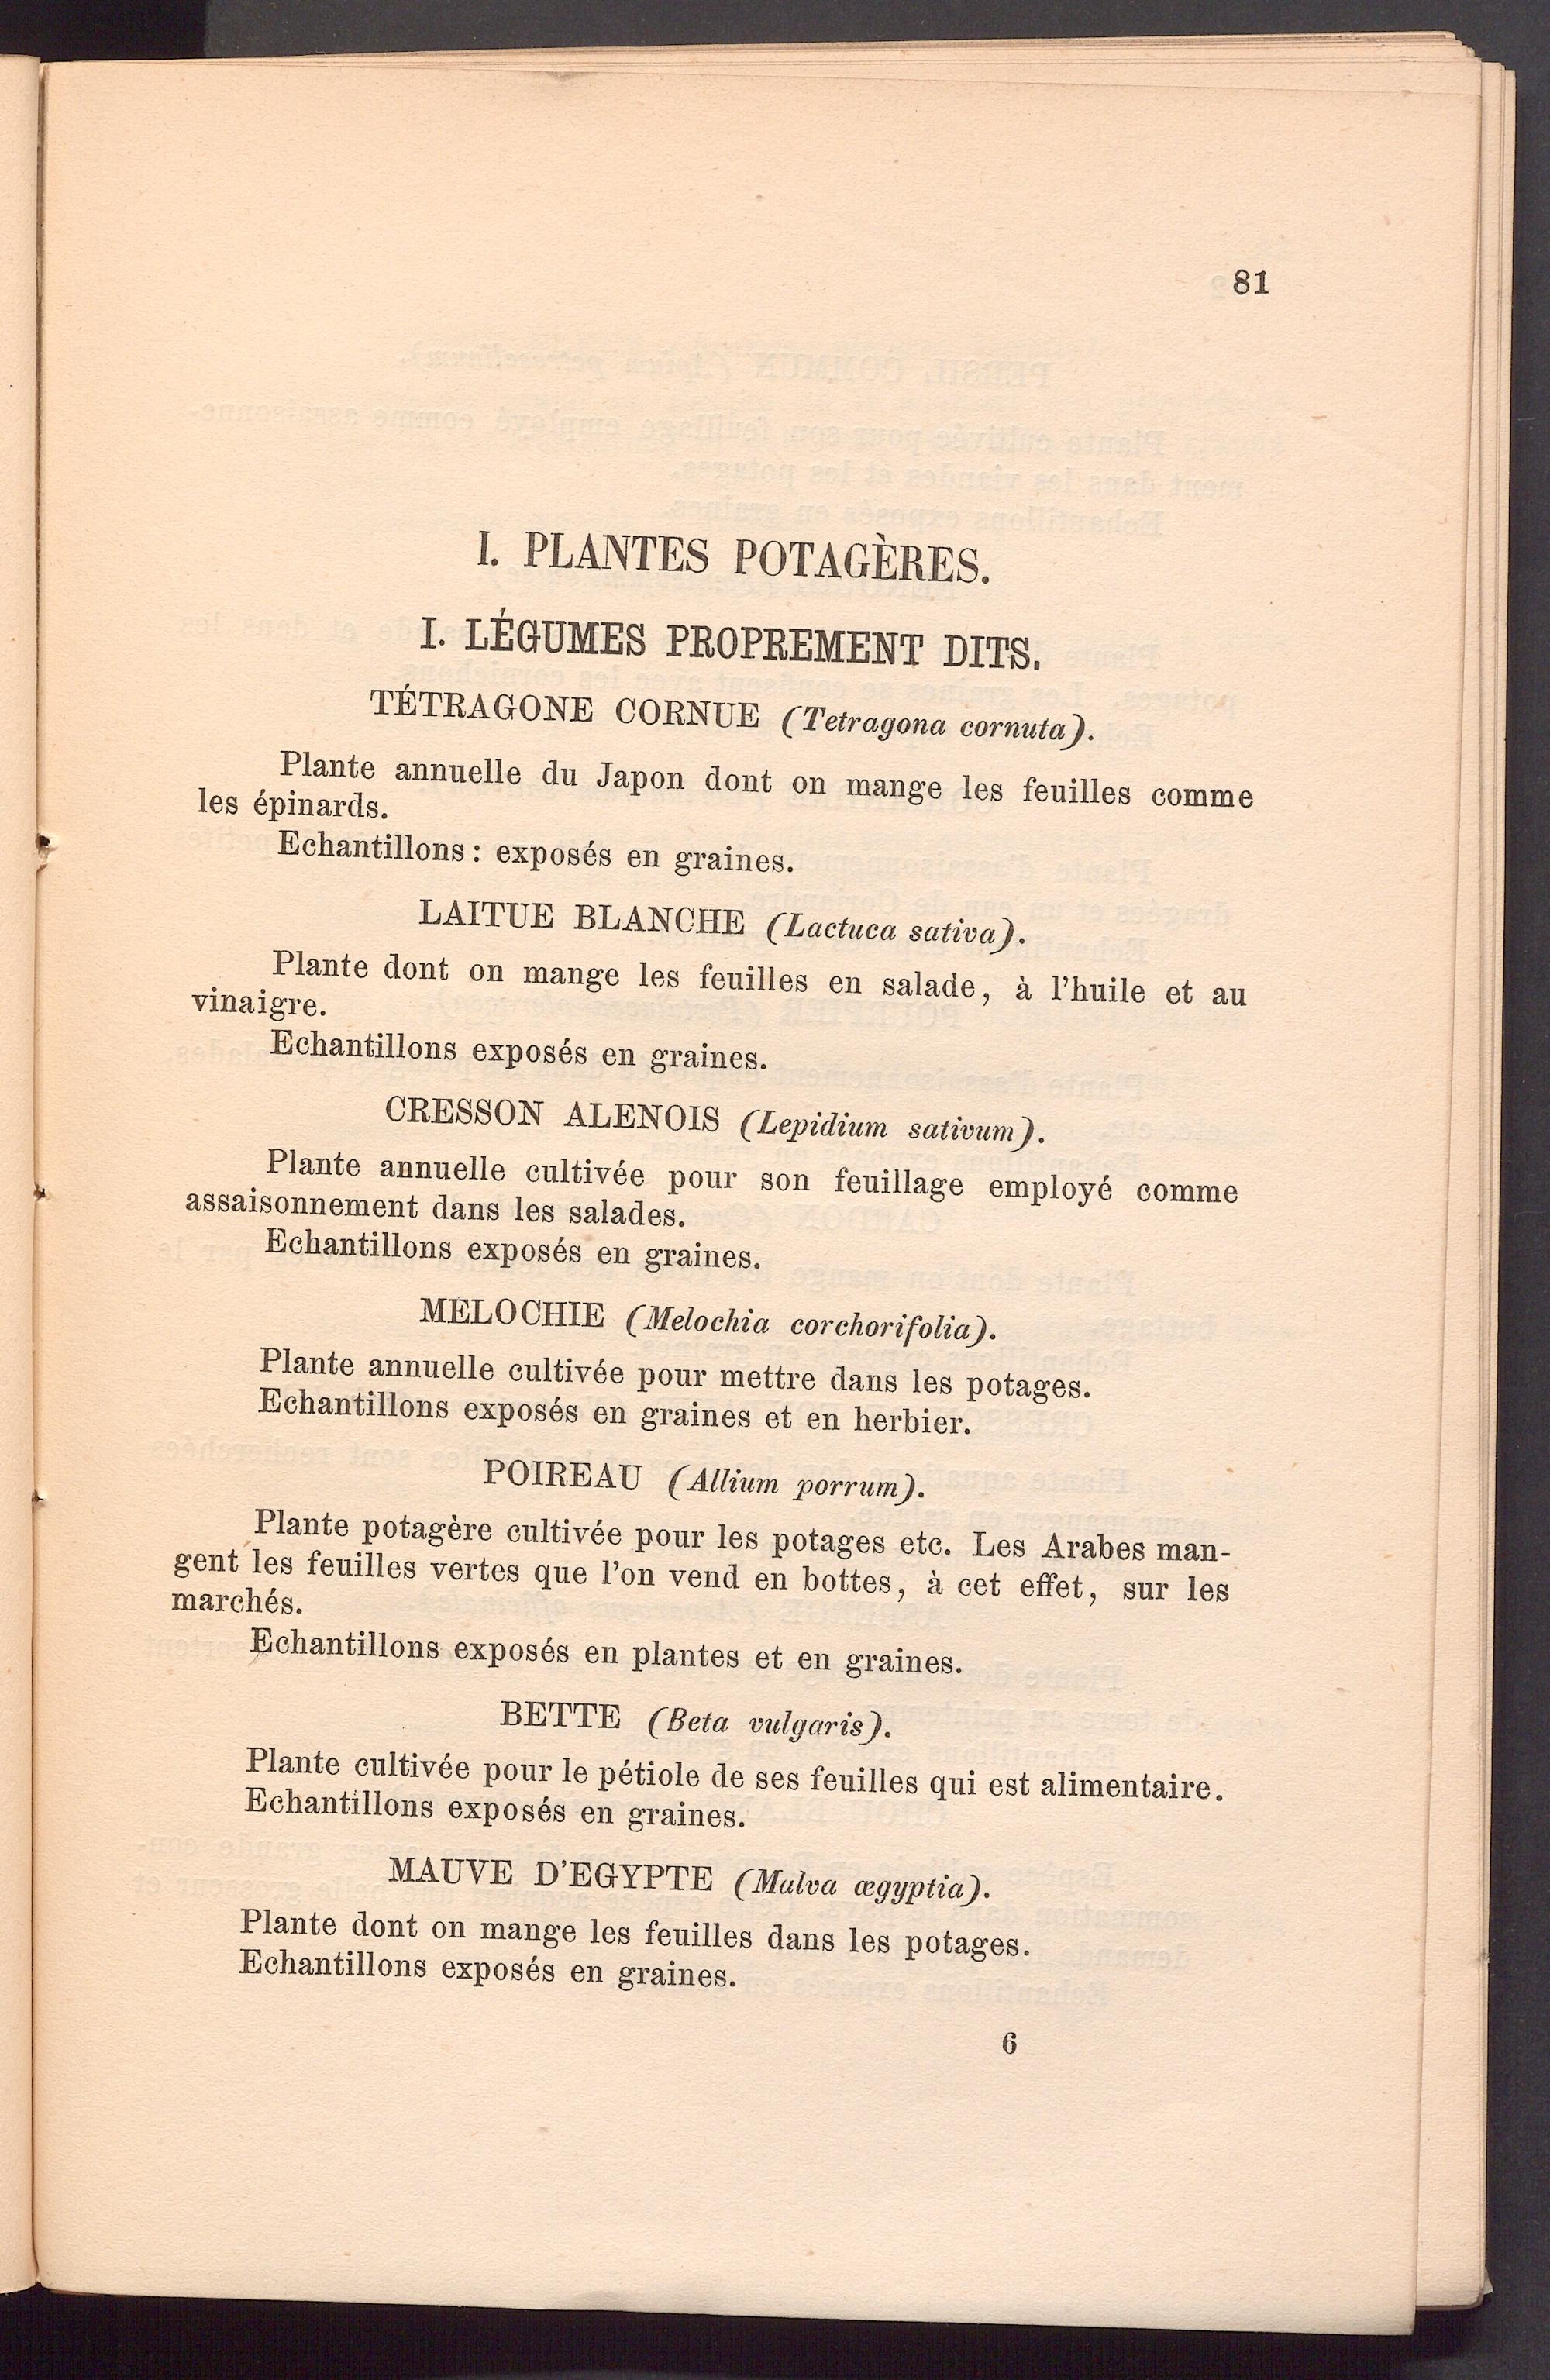 81
I. PLANTES POTAGÈRES.
I. LÉGUMES PROPREMENT DITS.
TÉTRAGONE CORNUE (Tetragona cornuta).
Plante annuelle du Japon dont on mange les feuilles comme
les épinards.
Echantillons : exposés en graines.
LAITUE BLANCHE (Lactuca sativa).
Plante dont on mange les feuilles en salade, à l'huile et au
vinaigre.
Echantillons exposés en graines.
CRESSON ALENOIS (Lepidium sativum).
Plante annuelle cultivée pour son feuillage employé comme
assaisonnement dans les salades.
Echantillons exposés en graines.
MELOCHIE (Melochia corchorifolia).
Plante annuelle cultivée pour mettre dans les potages.
Echantillons exposés en graines et en herbier.
POIREAU (Allium porrum).
Plante potagère cultivée pour les potages etc. Les Arabes man-
gent les feuilles vertes que l'on vend en bottes, à cet effet, sur les
marchés.
Echantillons exposés en plantes et en graines.
BETTE (Beta vulgaris).
Plante cultivée pour le pétiole de ses feuilles qui est alimentaire.
Echantillons exposés en graines.
MAUVE D'EGYPTE (Malva ægyptia).
Plante dont on mange les feuilles dans les potages.
Echantillons exposés en graines.
6